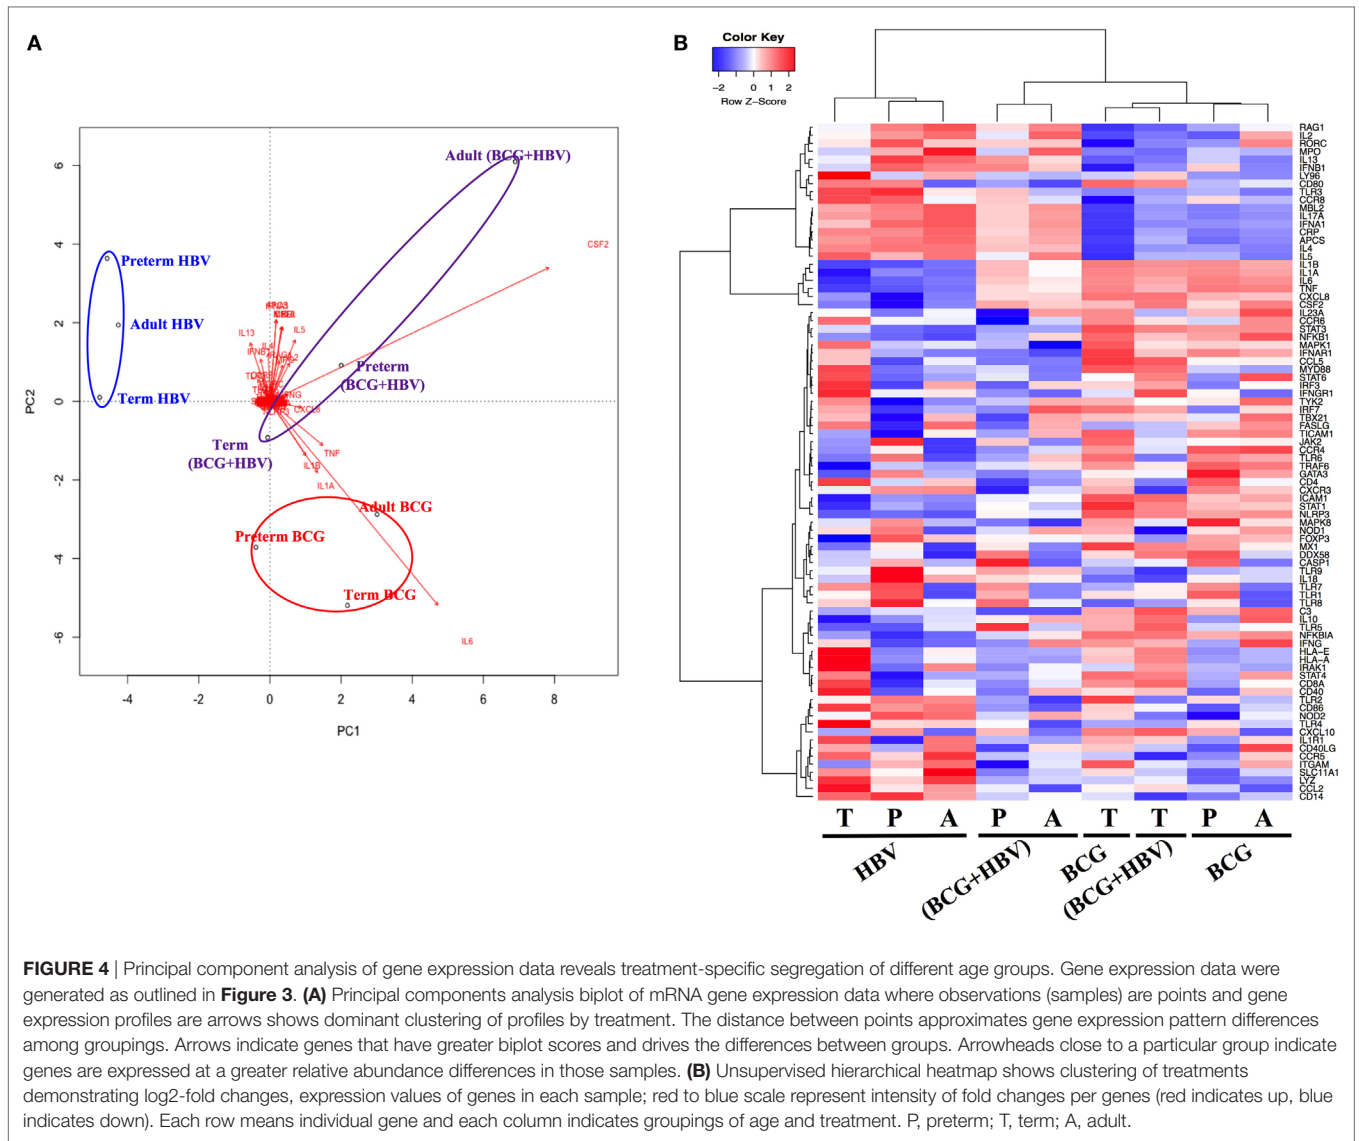 A
Adult (BCG+HBV)
CSF2
Preterm HBV
Adult HBV
Term HBV
IL13
IL5
IL4
Preterm
(BCG+HBV)
CXCL8
Term
(BCG+HBV)
TNF
IL1B
IL1A
Adult BCG
Preterm BCG
Term BCG
IL6
PC2
6
4
2
0
-2
-4
-6
-4
-2
0
2
4
6
8
PC1
B
Color Key
-2
0
1
2
Row Z-Score
RAG1
IL2
RORC
MPO
IL13
IFNB1
LY96
CD80
TLR3
CCR8
MBL2
IL17A
IFNA1
CRP
APCS
IL4
IL5
IL1B
IL1A
IL6
TNF
CXCL8
CSF2
IL23A
CCR6
STAT3
NFKB1
MAPK1
IFNAR1
CCL5
MYD88
STAT6
IRF3
IFNGR1
TYK2
IRF7
TBX21
FASLG
TICAM1
JAK2
CCR4
TLR6
TRAF6
GATA3
CD4
CXCR3
ICAM1
STAT1
NLRP3
MAPK8
NOD1
FOXP3
MX1
DDX58
CASP1
TLR9
IL18
TLR7
TLR1
TLR8
C3
IL10
TLR5
NFKBIA
IFNG
HLA-E
HLA-A
IRAK1
STAT4
CD8A
CD40
TLR2
CD86
NOD2
TLR4
CXCL10
IL1R1
CD40LG
CCR5
ITGAM
SLC11A1
LYZ
CCL2
CD14
T P A P A T T P A
HBV
(BCG+HBV)
BCG
(BCG+HBV)
BCG
FIGURE 4 | Principal component analysis of gene expression data reveals treatment-specific segregation of different age groups. Gene expression data were
generated as outlined in Figure 3. (A) Principal components analysis biplot of mRNA gene expression data where observations (samples) are points and gene
expression profiles are arrows shows dominant clustering of profiles by treatment. The distance between points approximates gene expression pattern differences
among groupings. Arrows indicate genes that have greater biplot scores and drives the differences between groups. Arrowheads close to a particular group indicate
genes are expressed at a greater relative abundance differences in those samples. (B) Unsupervised hierarchical heatmap shows clustering of treatments
demonstrating log2-fold changes, expression values of genes in each sample; red to blue scale represent intensity of fold changes per genes (red indicates up, blue
indicates down). Each row means individual gene and each column indicates groupings of age and treatment. P, preterm; T, term; A, adult.